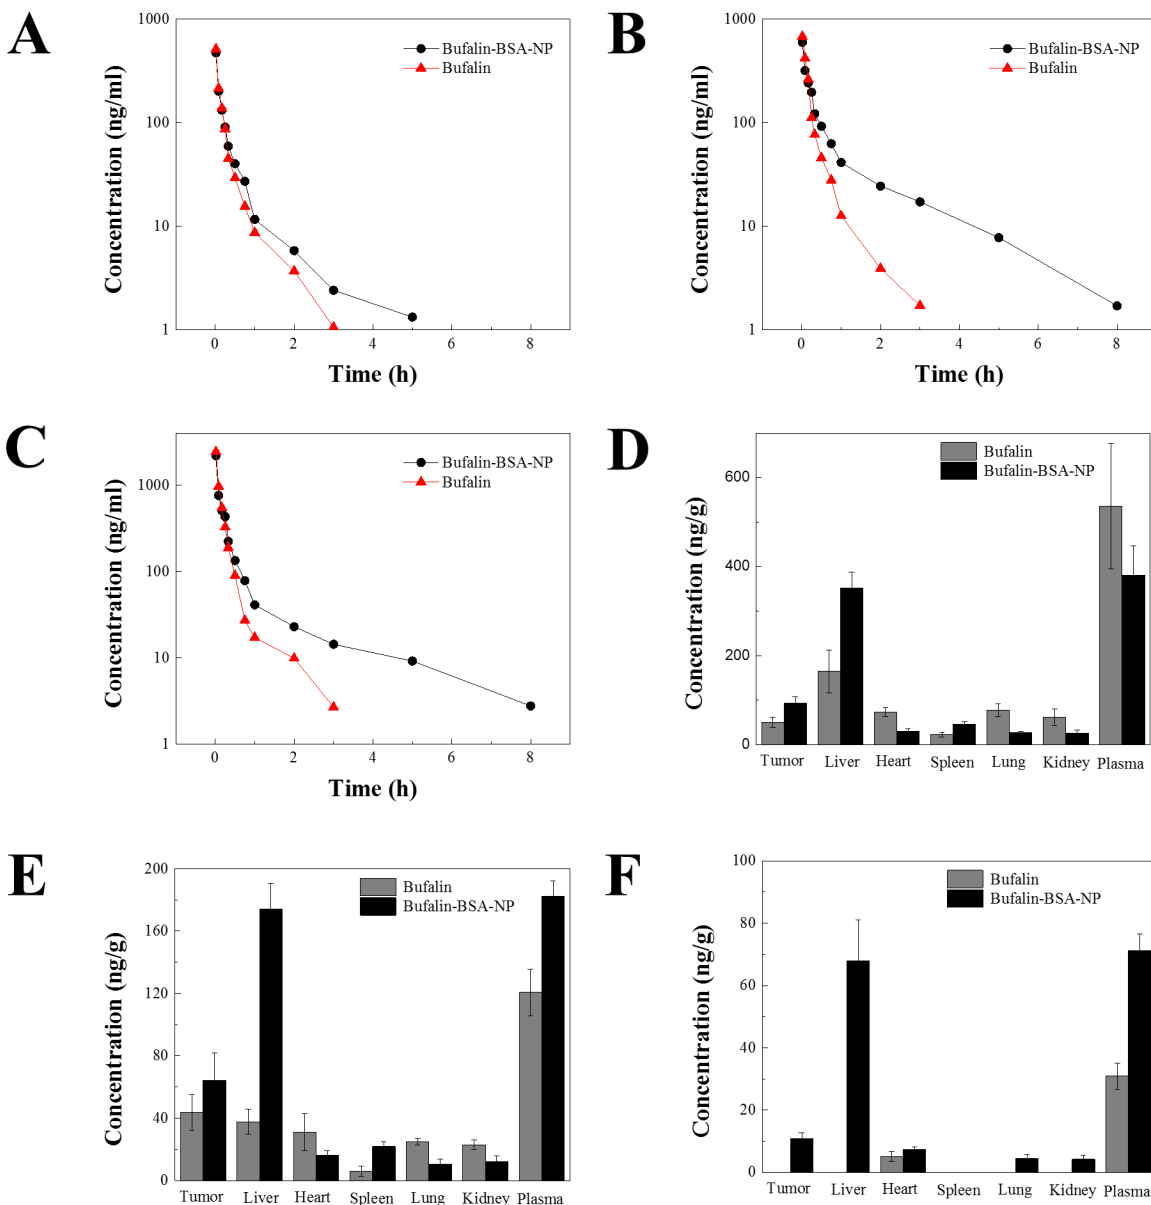 A
1000
100
10
1
Concentration (ng/ml)
Bufalin-BSA-NP
Bufalin
0 2 4 6 8
Time (h)
B
1000
100
10
1
Concentration (ng/ml)
Bufalin-BSA-NP
Bufalin
0 2 4 6 8
Time (h)
C
1000
100
10
1
Concentration (ng/ml)
Bufalin-BSA-NP
Bufalin
0 2 4 6 8
Time (h)
D
600
400
200
0
Concentration (ng/g)
Bufalin
Bufalin-BSA-NP
Tumor Liver Heart Spleen Lung Kidney Plasma
E
200
160
120
80
40
0
Concentration (ng/g)
Bufalin
Bufalin-BSA-NP
Tumor Liver Heart Spleen Lung Kidney Plasma
F
100
80
60
40
20
0
Concentration (ng/g)
Bufalin
Bufalin-BSA-NP
Tumor Liver Heart Spleen Lung Kidney Plasma